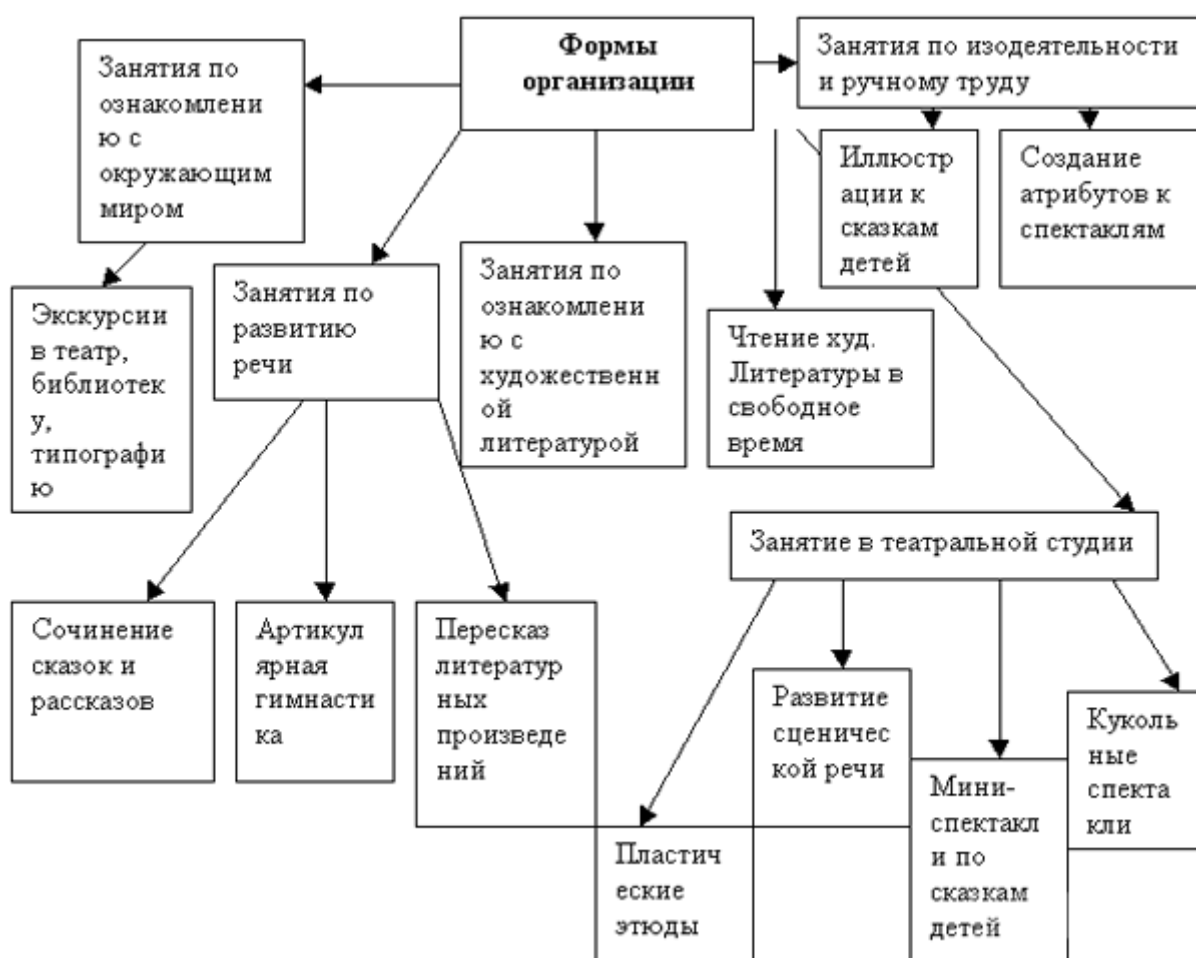 Формы
организации
Занятия по изодеятельности
и ручному труду
Занятия по
ознакомлени
ю с
окружающим
миром
Иллюстр
ации к
сказкам
детей
Создание
атрибутов к
спектаклям
Занятия по
развитию
речи
Занятия по
ознакомлени
ю с
художественн
ой
литературой
Экскурсии
в театр,
библиотек
у,
типографи
ю
Чтение худ.
Литературы в
свободное
время
Занятие в театральной студии
Сочинение
сказок и
рассказов
Артикул
ярная
гимнасти
ка
Пересказ
литератур
ных
произведе
ний
Развитие
сценичес
кой речи
Куколь
ные
спекта
кли
Мини-
спектакл
и по
сказкам
детей
Пластич
еские
этюды